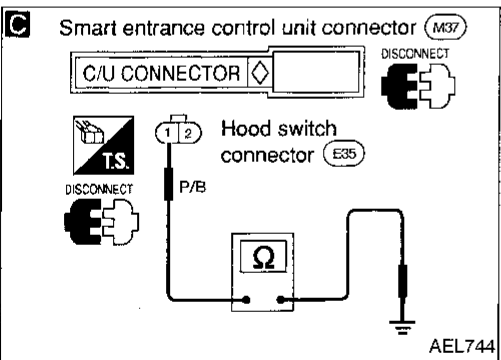 C
Smart entrance control unit connector M37
DISCONNECT
C/U CONNECTOR
1 2
Hood switch
connector E35
T.S.
DISCONNECT
P/B
Ω
AEL744